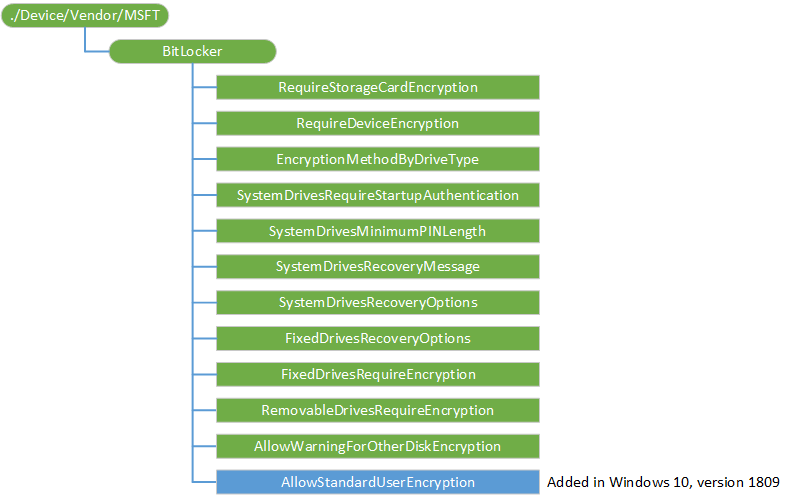 ./Device/Vendor/MSFT
BitLocker
RequireStorageCardEncryption
RequireDeviceEncryption
EncryptionMethodByDriveType
SystemDrivesRequireStartupAuthentication
SystemDrivesMinimumPINLength
SystemDrivesRecoveryMessage
SystemDrivesRecoveryOptions
FixedDrivesRecoveryOptions
FixedDrivesRequireEncryption
RemovableDrivesRequireEncryption
AllowWarningForOtherDiskEncryption
AllowStandardUserEncryption Added in Windows 10, version 1809